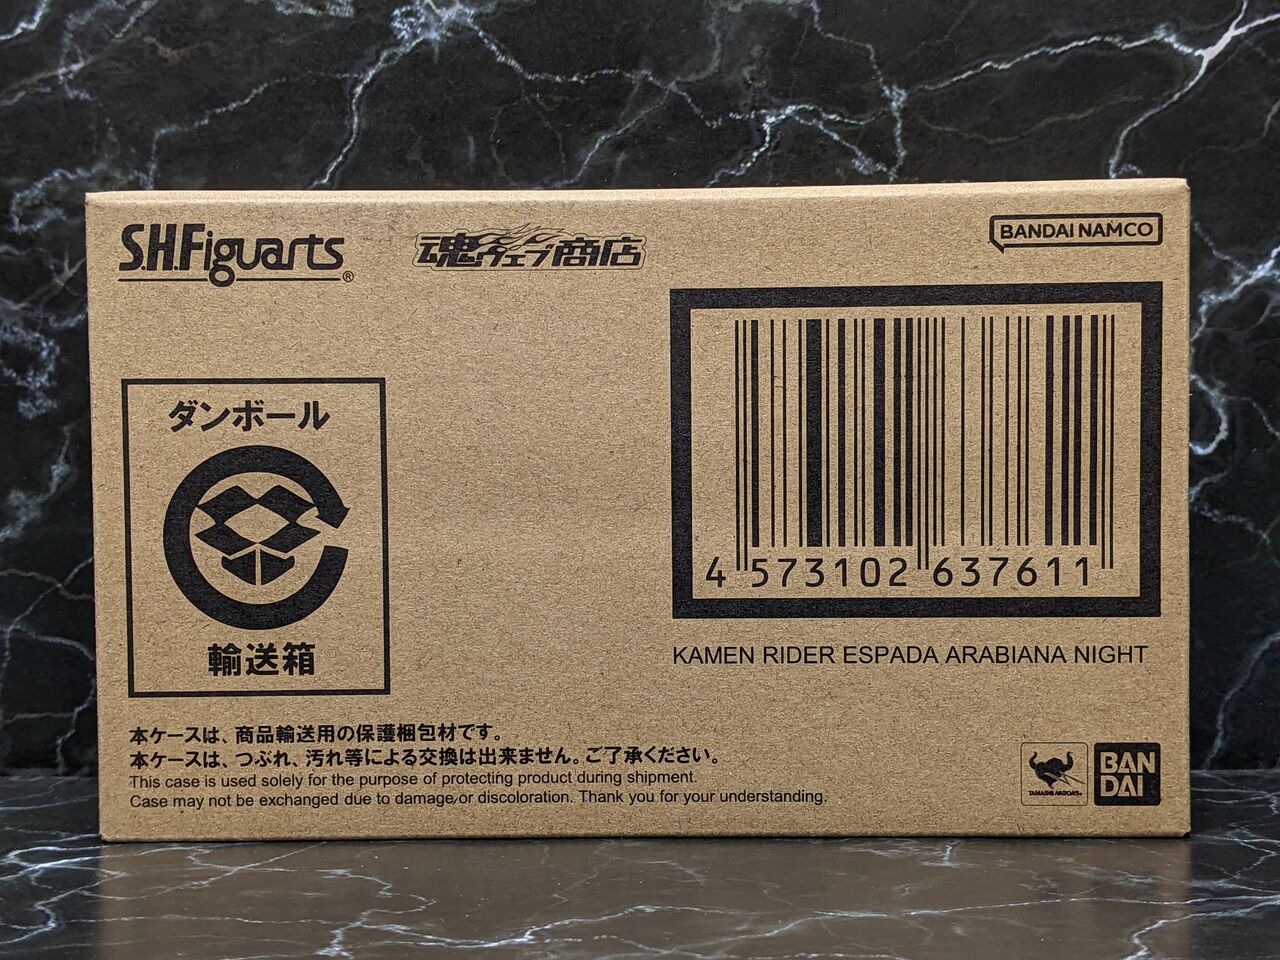 S.H.Figuarts®
魂ウェブ商店
BANDAI NAMCO
ダンボール
輸送箱
4 573102 637611
KAMEN RIDER ESPADA ARABIANA NIGHT
本ケースは、商品輸送用の保護梱包材です。
本ケースは、つぶれ、汚れ等による交換は出来ません。ご了承ください。
This case is used solely for the purpose of protecting product during shipment.
Case may not be exchanged due to damage or discoloration. Thank you for your understanding.
TAMASHII NATIONS
BAN
DAI